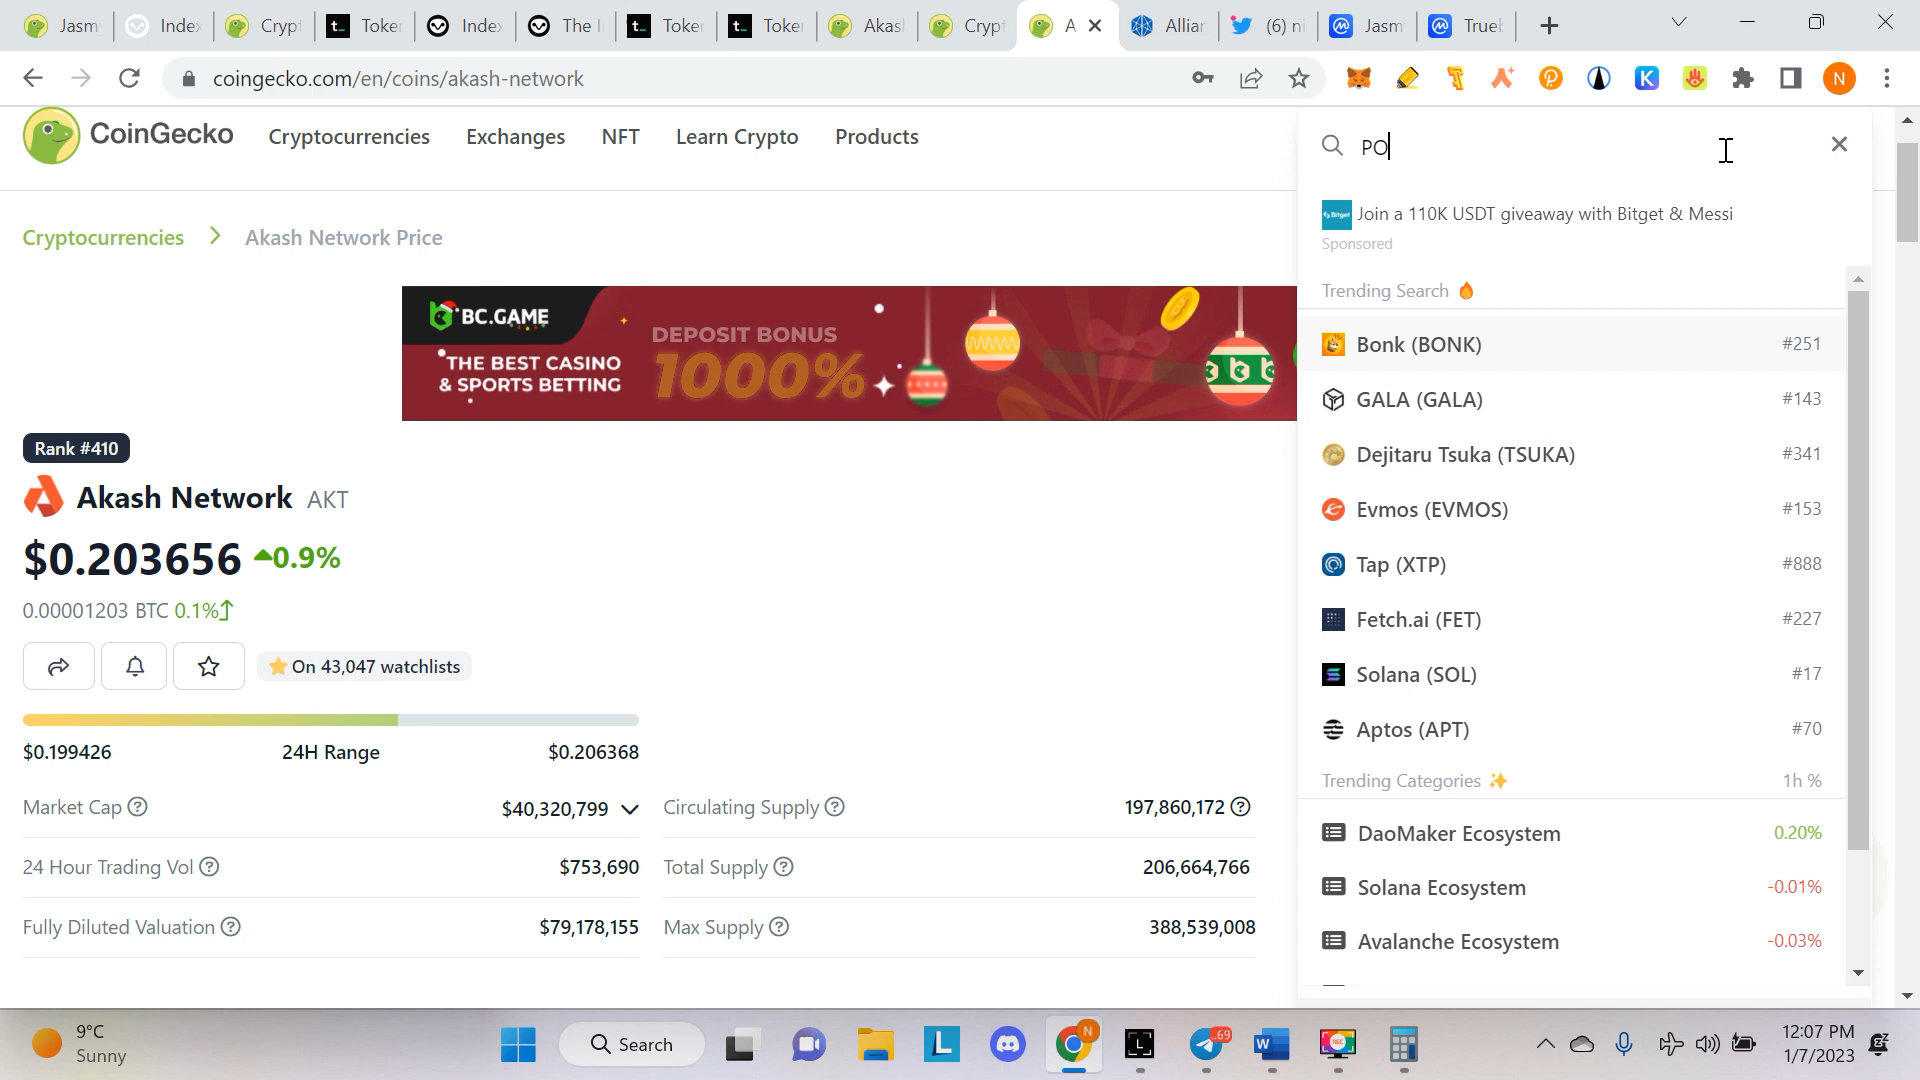 Jasm
Index
Crypt
Token
Index
The I
Token
Token
Akas
Crypt
A
Allian
(6) ni
Jasm
Truel
coingecko.com/en/coins/akash-network
N
CoinGecko
Cryptocurrencies
Exchanges
NFT
Learn Crypto
Products
PO
Bitget
Join a 110K USDT giveaway with Bitget & Messi
Sponsored
Cryptocurrencies
Akash Network Price
Trending Search
BC.GAME
THE BEST CASINO
& SPORTS BETTING
DEPOSIT BONUS
1000%
Bonk (BONK) #251
GALA (GALA) #143
Dejitaru Tsuka (TSUKA) #341
Evmos (EVMOS) #153
Tap (XTP) #888
Fetch.ai (FET) #227
Solana (SOL) #17
Aptos (APT) #70
Trending Categories 1h %
DaoMaker Ecosystem 0.20%
Solana Ecosystem -0.01%
Avalanche Ecosystem -0.03%
Rank #410
Akash Network AKT
$0.203656 0.9%
0.00001203 BTC 0.1%
On 43,047 watchlists
$0.199426 24H Range $0.206368
Market Cap $40,320,799 Circulating Supply 197,860,172
24 Hour Trading Vol $753,690 Total Supply 206,664,766
Fully Diluted Valuation $79,178,155 Max Supply 388,539,008
9°C
Sunny
Search
L
N
69
W
REC
12:07 PM
1/7/2023